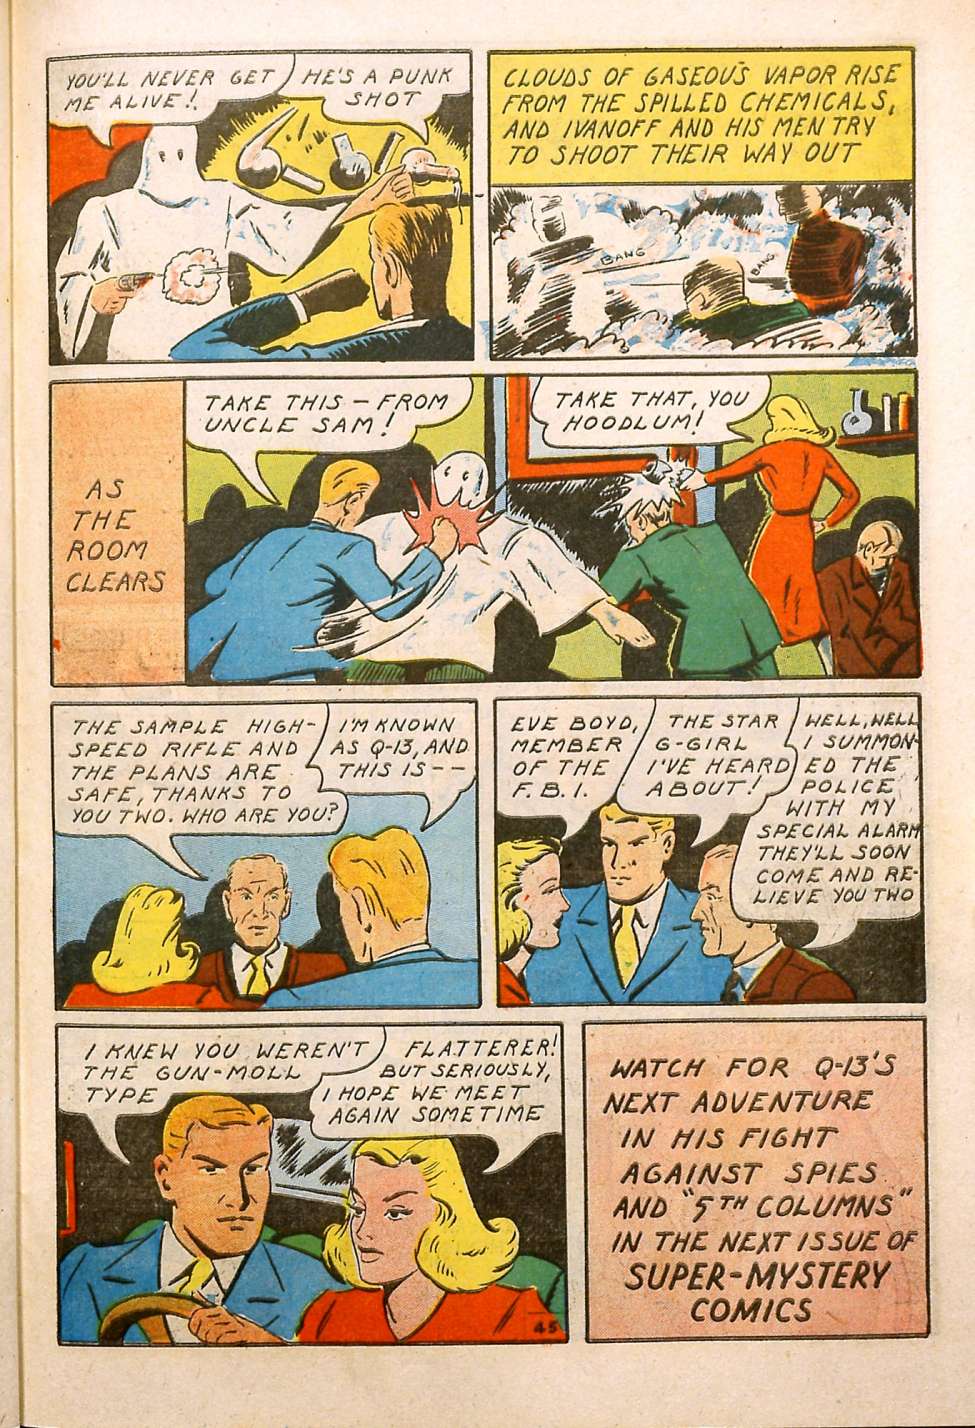 YOU'LL NEVER GET
ME ALIVE!
HE'S A PUNK
SHOT
CLOUDS OF GASEOUS VAPOR RISE
FROM THE SPILLED CHEMICALS,
AND IVANOFF AND HIS MEN TRY
TO SHOOT THEIR WAY OUT
BANG
BANG
AS
THE
ROOM
CLEARS
TAKE THIS — FROM
UNCLE SAM!
TAKE THAT, YOU
HOODLUM!
THE SAMPLE HIGH-
SPEED RIFLE AND
THE PLANS ARE
SAFE, THANKS TO
YOU TWO. WHO ARE YOU?
I'M KNOWN
AS Q-13, AND
THIS IS — —
EVE BOYD,
MEMBER
OF THE
F.B.I.
THE STAR
G-GIRL
I'VE HEARD
ABOUT!
WELL, WELL
I SUMMON-
ED THE
POLICE
WITH MY
SPECIAL ALARM
THEY'LL SOON
COME AND RE-
LIEVE YOU TWO
I KNEW YOU WEREN'T
THE GUN-MOLL
TYPE
FLATTERER!
BUT SERIOUSLY,
I HOPE WE MEET
AGAIN SOMETIME
45
WATCH FOR Q-13'S
NEXT ADVENTURE
IN HIS FIGHT
AGAINST SPIES
AND "5TH COLUMNS"
IN THE NEXT ISSUE OF
SUPER-MYSTERY
COMICS